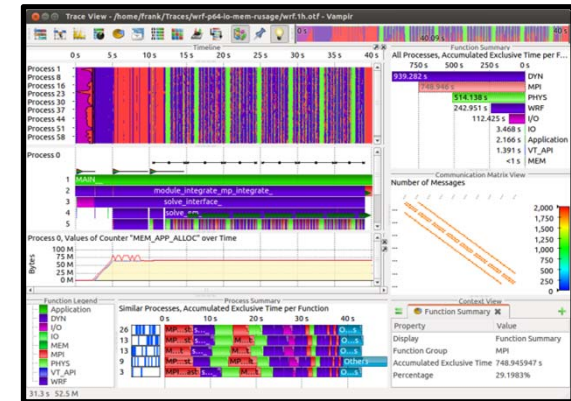 Trace View - /home/frank/Traces/wrf-p64-io-mem-rusage/wrf.1h.otf - Vampir
0 s
40.09 s
40 s
Timeline
0 s 5 s 10 s 15 s 20 s 25 s 30 s 35 s 40 s
Process 1
Process 8
Process 16
Process 23
Process 30
Process 37
Process 44
Process 51
Process 58
Process 0
1 MAIN__
2 module_integrate_mp_integrate_
3 solve_interface_
4
5
Process 0, Values of Counter "MEM_APP_ALLOC" over Time
Bytes
100 M
75 M
50 M
25 M
0 M
Function Legend
Application
DYN
I/O
IO
MEM
MPI
PHYS
VT_API
WRF
Process Summary
Similar Processes, Accumulated Exclusive Time per Function
0 s 10 s 20 s 30 s 40 s
26 MP...st s... M...t O...s
13
13
9 Others
3
Function Summary
All Processes, Accumulated Exclusive Time per F...
750 s 500 s 250 s 0 s
939.282 s DYN
748.946 s MPI
514.138 s PHYS
242.951 s WRF
112.425 s I/O
3.468 s IO
2.166 s Application
1.391 s VT_API
<1 s MEM
Communication Matrix View
Number of Messages
2,000
1,750
1,500
1,250
1,000
750
500
250
0
Context View
Function Summary
Property Value
Display Function Summary
Function Group MPI
Accumulated Exclusive Time 748.945947 s
Percentage 29.1983%
31.3 s 52.5 M